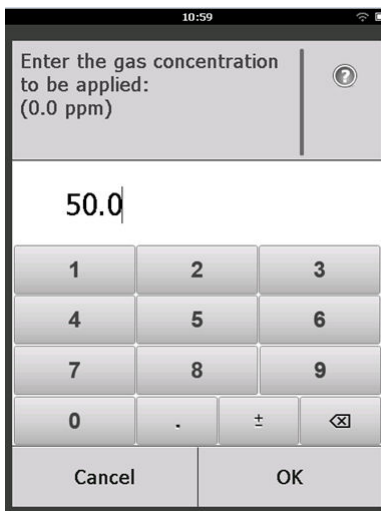 10:59
Enter the gas concentration
to be applied:
(0.0 ppm)
?
50.0
1 2 3
4 5 6
7 8 9
0 . ±
Cancel OK